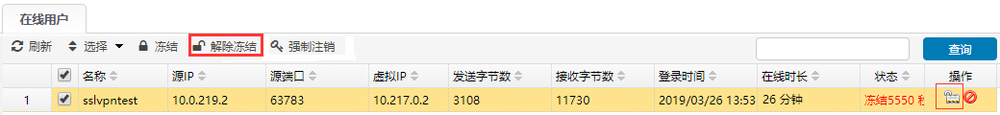 在线用户
刷新 选择 冻结 解除冻结 强制注销 查询
名称 源IP 源端口 虚拟IP 发送字节数 接收字节数 登录时间 在线时长 状态 操作
1 sslvpntest 10.0.219.2 63783 10.217.0.2 3108 11730 2019/03/26 13:53 26 分钟 冻结5550 秒